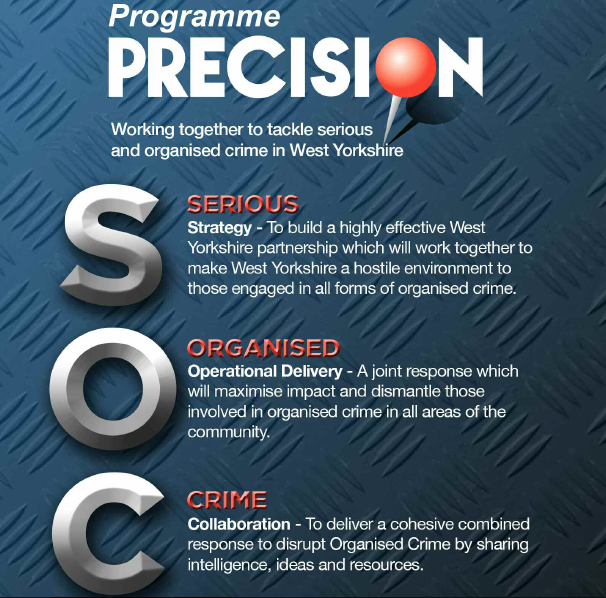 Programme
PRECISION
Working together to tackle serious
and organised crime in West Yorkshire
S
SERIOUS
Strategy - To build a highly effective West
Yorkshire partnership which will work together to
make West Yorkshire a hostile environment to
those engaged in all forms of organised crime.
O
ORGANISED
Operational Delivery - A joint response which
will maximise impact and dismantle those
involved in organised crime in all areas of the
community.
C
CRIME
Collaboration - To deliver a cohesive combined
response to disrupt Organised Crime by sharing
intelligence, ideas and resources.